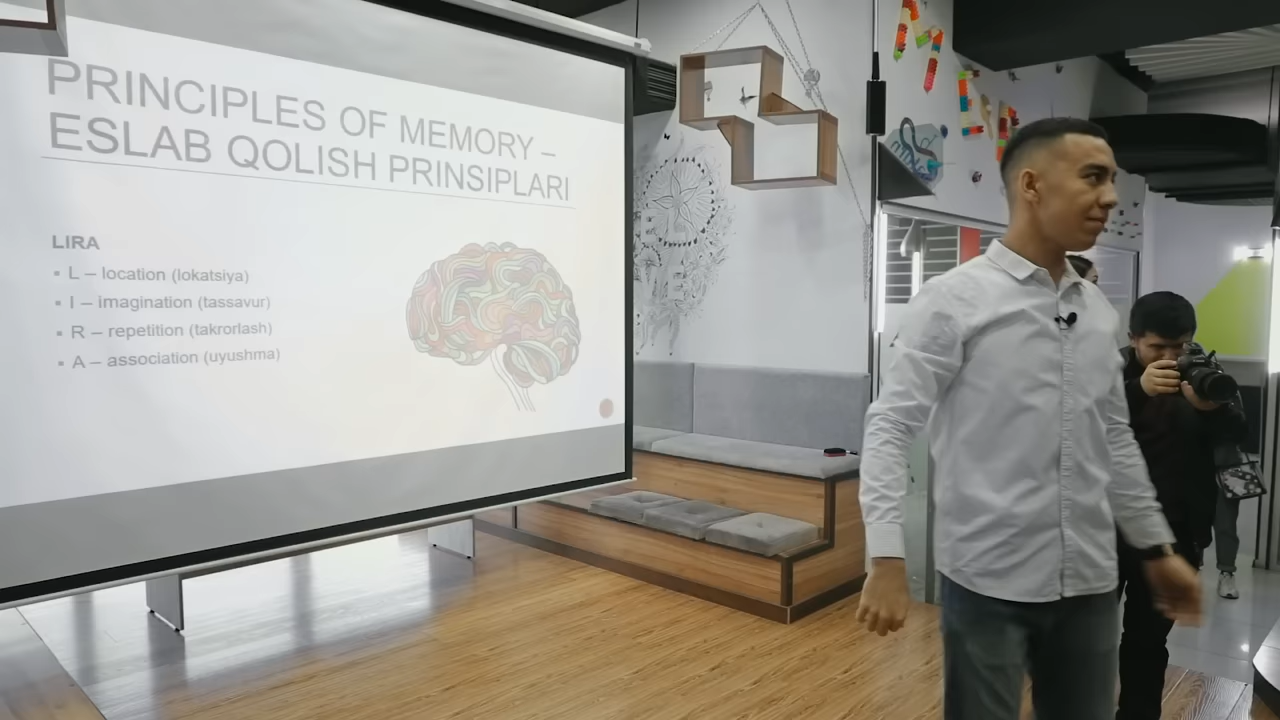 PRINCIPLES OF MEMORY –
ESLAB QOLISH PRINSIPLARI
LIRA
▪ L – location (lokatsiya)
▪ I – imagination (tassavur)
▪ R – repetition (takrorlash)
▪ A – association (uyushma)